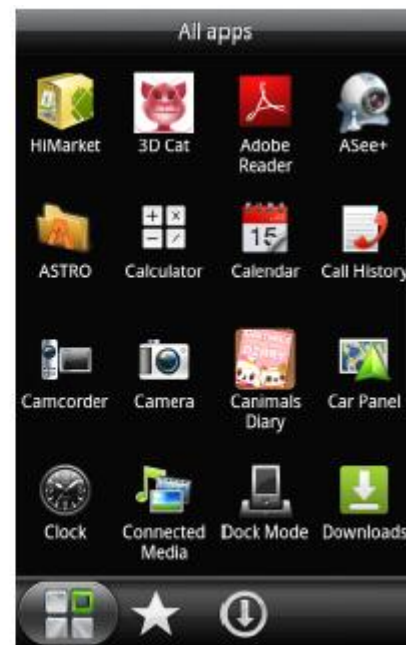 All apps
HiMarket
3D Cat
Adobe
Reader
ASee+
ASTRO
Calculator
15
Calendar
Call History
Camcorder
Camera
Canimals
Diary
Car Panel
Clock
Connected
Media
Dock Mode
Downloads